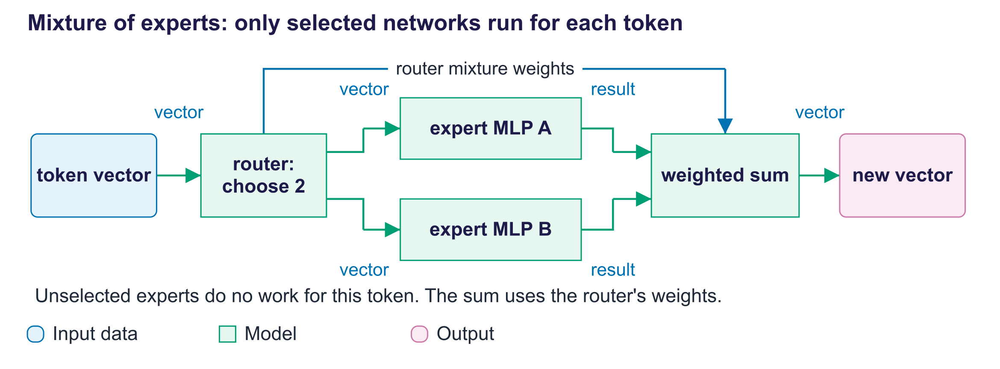 Mixture of experts: only selected networks run for each token
router mixture weights
vector
result
vector
vector
expert MLP A
token vector
router:
choose 2
weighted sum
new vector
expert MLP B
vector
result
Unselected experts do no work for this token. The sum uses the router's weights.
Input data
Model
Output